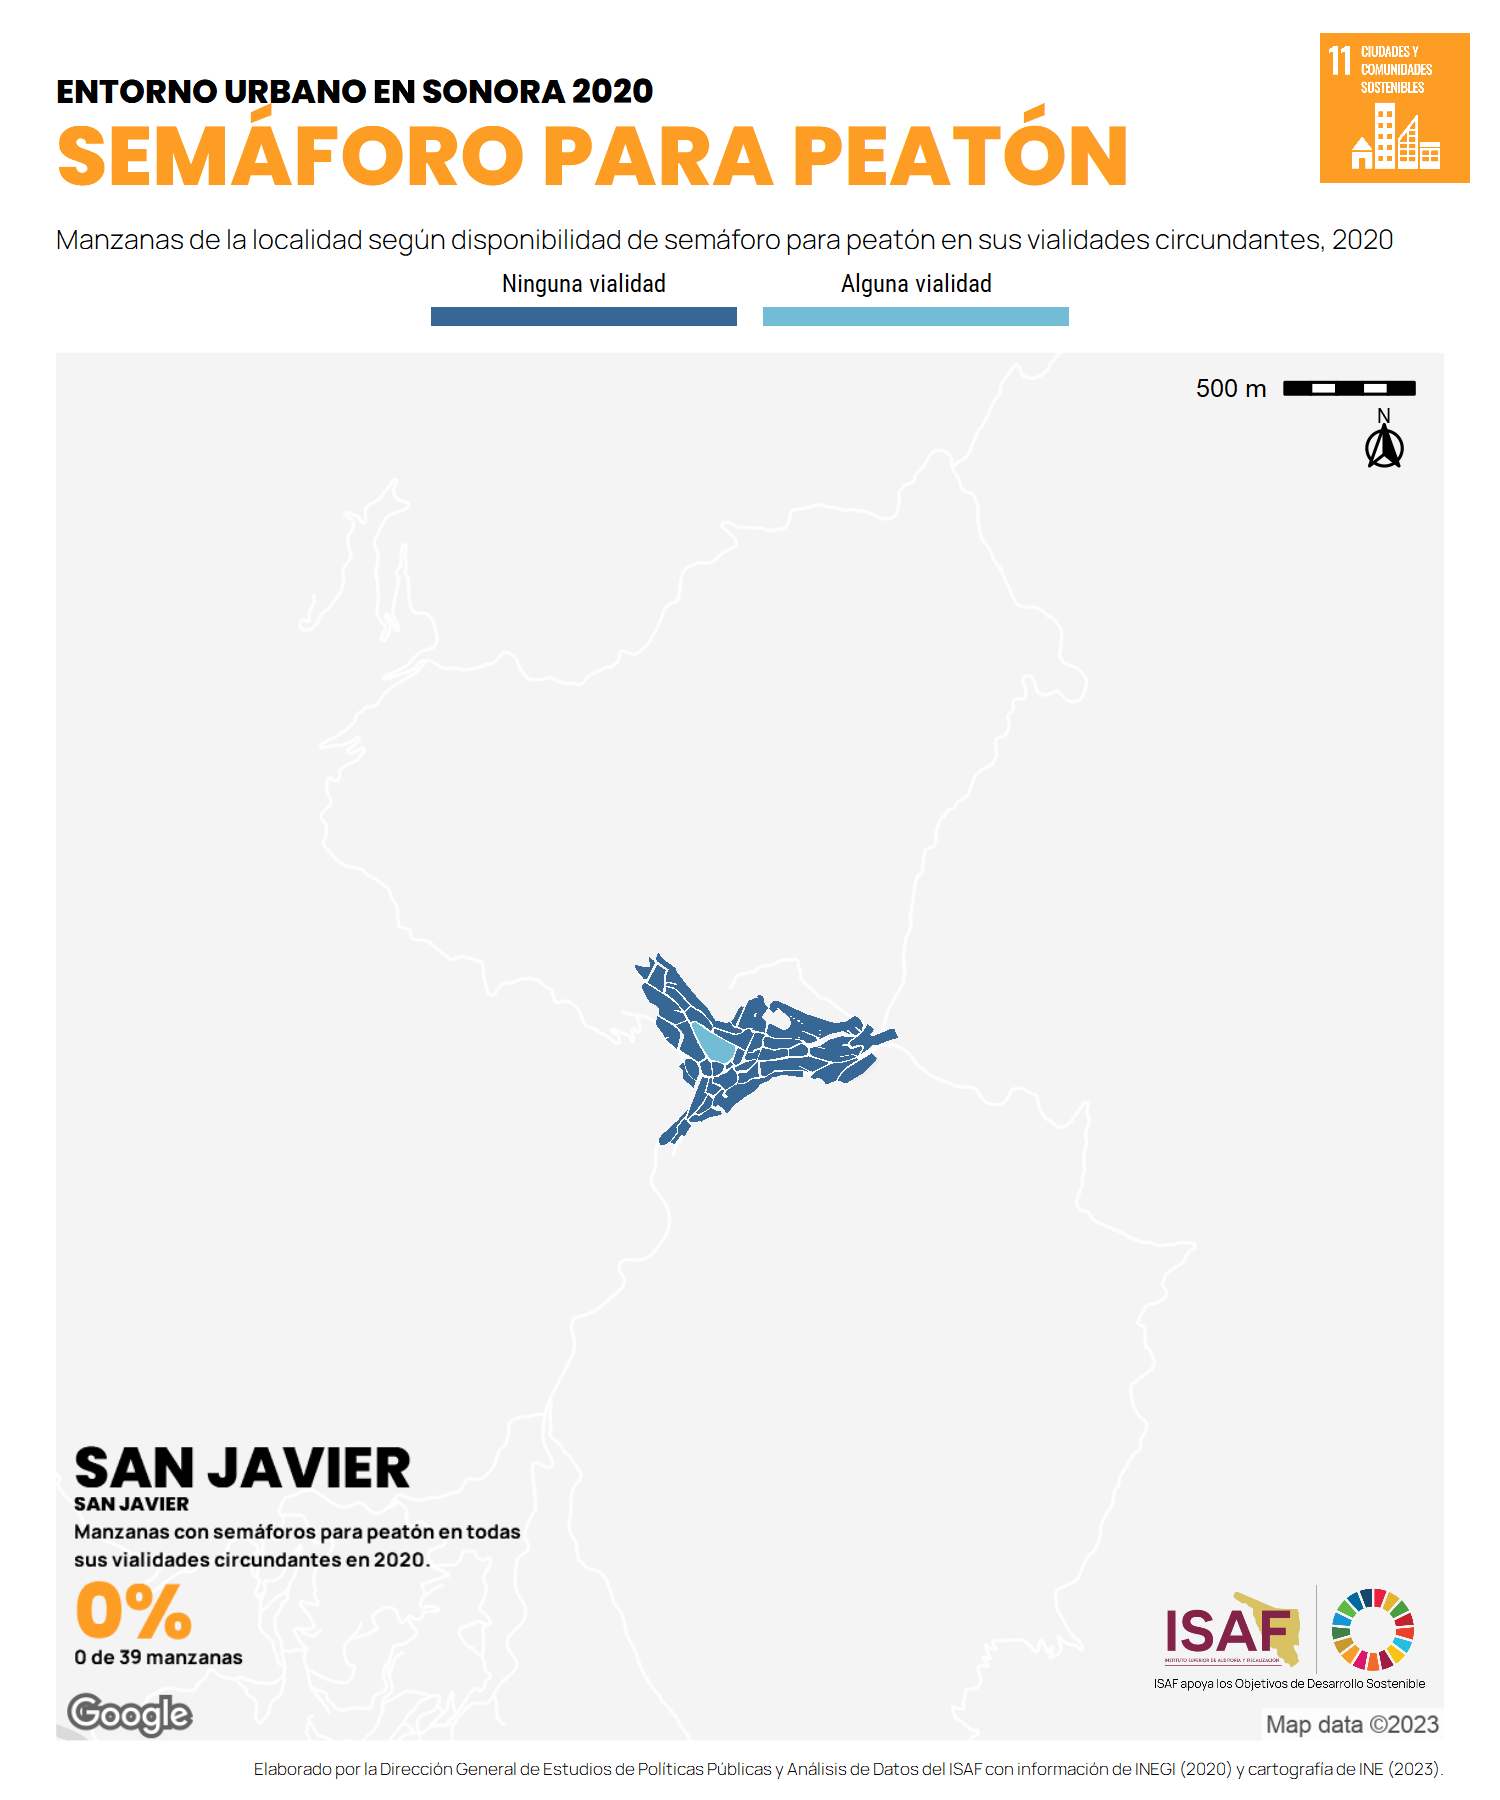 11 CIUDADES Y
COMUNIDADES
SOSTENIBLES
ENTORNO URBANO EN SONORA 2020
SEMÁFORO PARA PEATÓN
Manzanas de la localidad según disponibilidad de semáforo para peatón en sus vialidades circundantes, 2020
Ninguna vialidad
Alguna vialidad
500 m
N
SAN JAVIER
SAN JAVIER
Manzanas con semáforos para peatón en todas
sus vialidades circundantes en 2020.
0%
0 de 39 manzanas
ISAF
INSTITUTO SUPERIOR DE AUDITORÍA Y FISCALIZACIÓN
ISAF apoya los Objetivos de Desarrollo Sostenible
Google
Map data ©2023
Elaborado por la Dirección General de Estudios de Políticas Públicas y Análisis de Datos del ISAF con información de INEGI (2020) y cartografía de INE (2023).